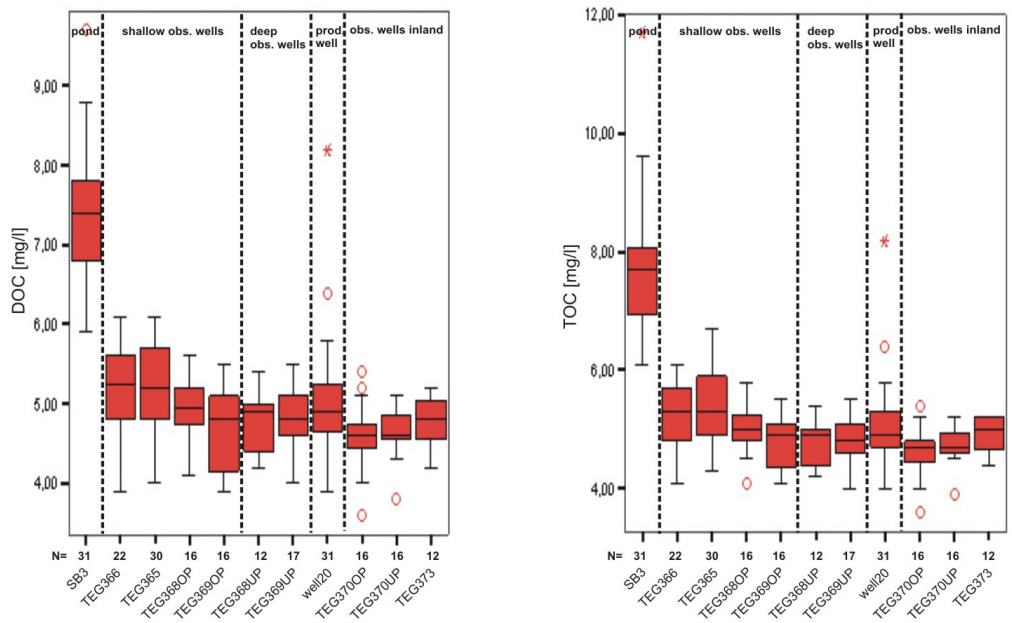 pond
shallow obs. wells
deep
obs. wells
prod
well
obs. wells inland
DOC [mg/l]
9,00
8,00
7,00
6,00
5,00
4,00
N= 31 22 30 16 16 12 17 31 16 16 12
SB3 TEG366 TEG365 TEG368OP TEG369OP TEG368UP TEG369UP well20 TEG370OP TEG370UP TEG373
pond
shallow obs. wells
deep
obs. wells
prod
well
obs. wells inland
TOC [mg/l]
12,00
10,00
8,00
6,00
4,00
N= 31 22 30 16 16 12 17 31 16 16 12
SB3 TEG366 TEG365 TEG368OP TEG369OP TEG368UP TEG369UP well20 TEG370OP TEG370UP TEG373